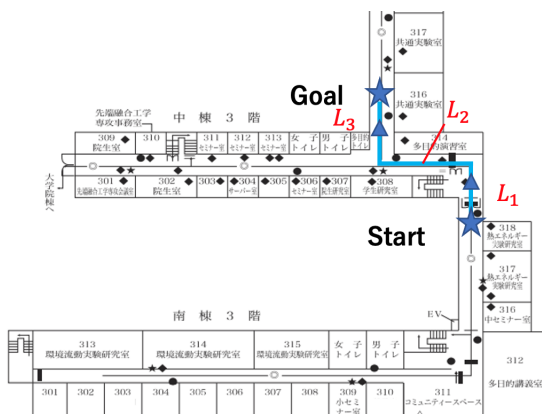 317
共通実験室
316
共通実験室
Goal
L₃
L₂
先端融合工学
専攻事務室
中棟3階
309
院生室
310
311
セミナー室
312
セミナー室
313
セミナー室
女子
トイレ
男子
トイレ
多目的
トイレ
314
多目的演習室
大学院棟へ
301
先端融合工学専攻会議室
302
院生室
303
304
サーバー室
305
306
セミナー室
307
院生研究室
308
学生研究室
L₁
Start
318
熱エネルギー
実験研究室
317
熱エネルギー
実験研究室
316
中セミナー室
EV
南棟3階
313
環境流動実験研究室
314
環境流動実験研究室
315
環境流動実験研究室
女子
トイレ
男子
トイレ
312
多目的講義室
301
302
303
304
305
306
308
309
小セミ
ナー室
310
311
コミュニティースペース